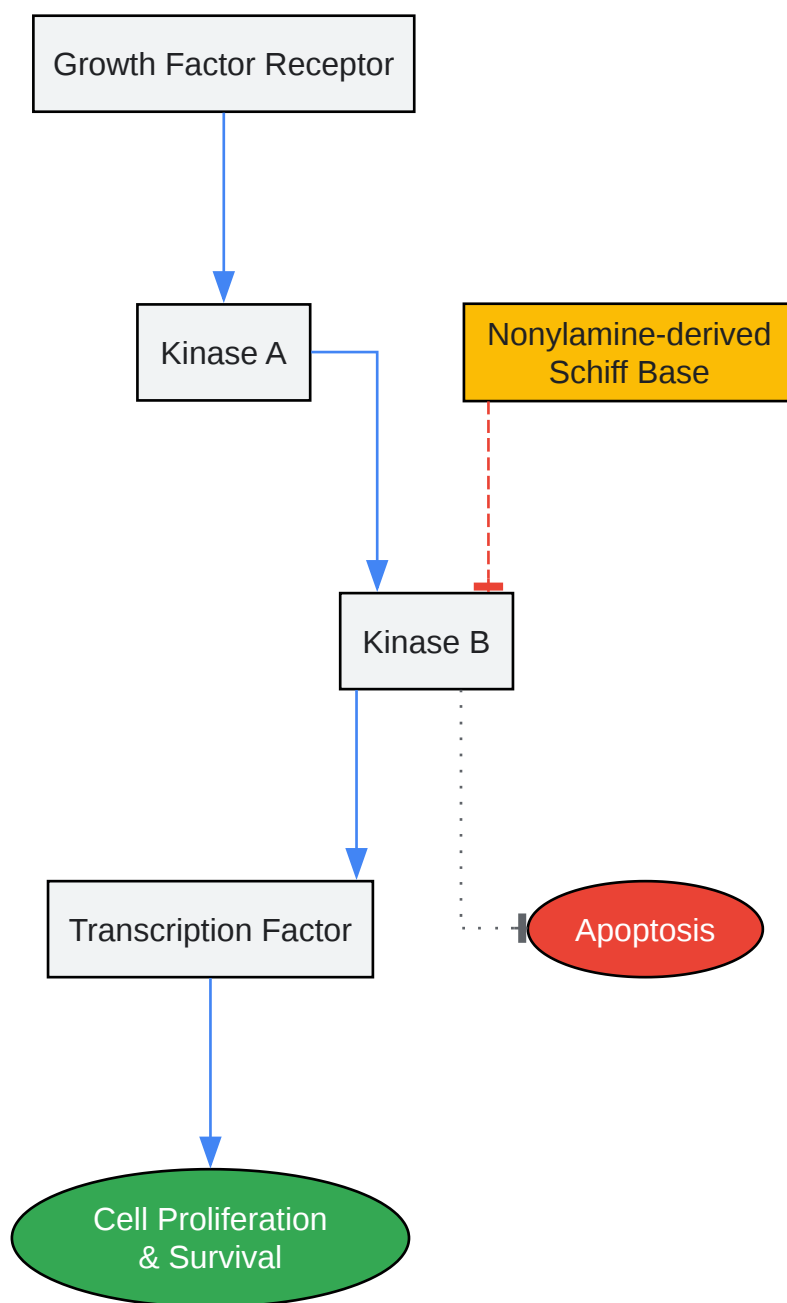 Growth Factor Receptor
Kinase A
Nonylamine-derived
Schiff Base
Kinase B
Transcription Factor
Apoptosis
Cell Proliferation
& Survival